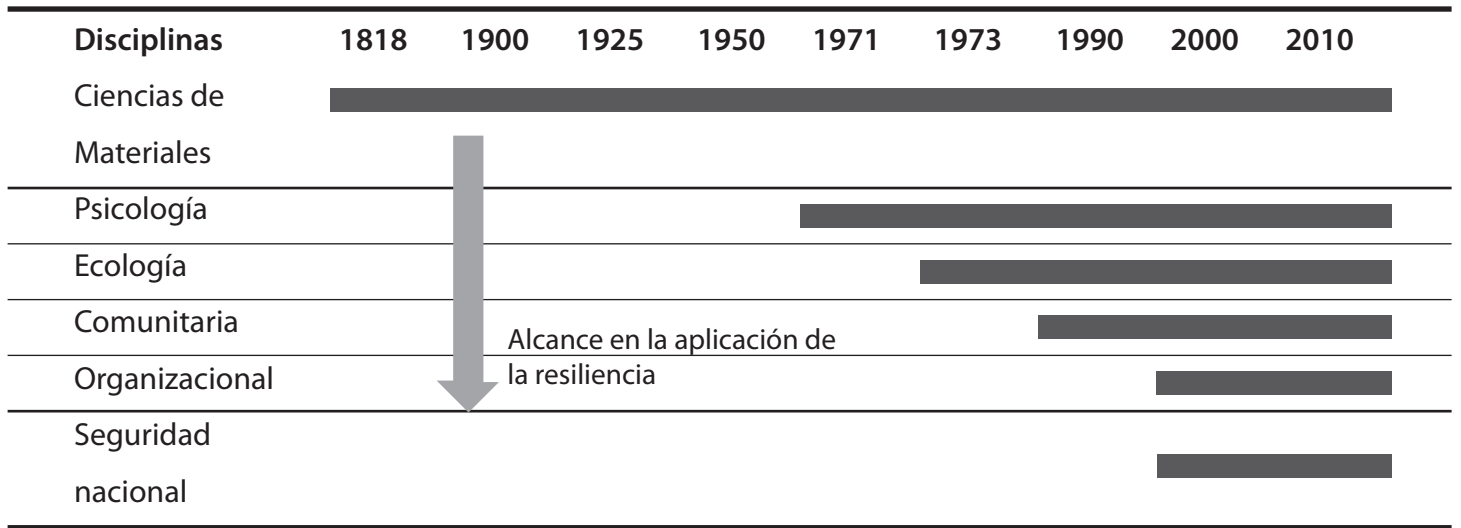 Disciplinas 1818 1900 1925 1950 1971 1973 1990 2000 2010
Ciencias de
Materiales
Psicología
Ecología
Comunitaria
Alcance en la aplicación de
la resiliencia
Organizacional
Seguridad
nacional